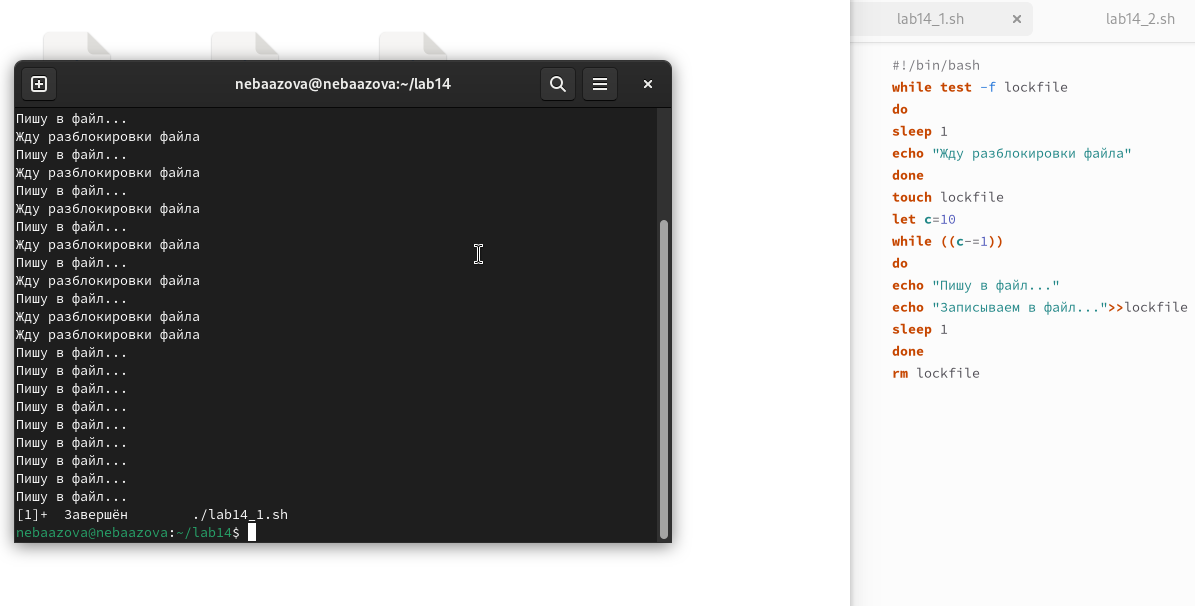 nebaazova@nebaazova:~/lab14
Пишу в файл...
Жду разблокировки файла
Пишу в файл...
Жду разблокировки файла
Пишу в файл...
Жду разблокировки файла
Пишу в файл...
Жду разблокировки файла
Пишу в файл...
Жду разблокировки файла
Пишу в файл...
Жду разблокировки файла
Жду разблокировки файла
Пишу в файл...
Пишу в файл...
Пишу в файл...
Пишу в файл...
Пишу в файл...
Пишу в файл...
Пишу в файл...
Пишу в файл...
Пишу в файл...
[1]+  Завершён        ./lab14_1.sh
nebaazova@nebaazova:~/lab14$
lab14_1.sh
lab14_2.sh
#!/bin/bash
while test -f lockfile
do
sleep 1
echo "Жду разблокировки файла"
done
touch lockfile
let c=10
while ((c-=1))
do
echo "Пишу в файл..."
echo "Записываем в файл...">>lockfile
sleep 1
done
rm lockfile